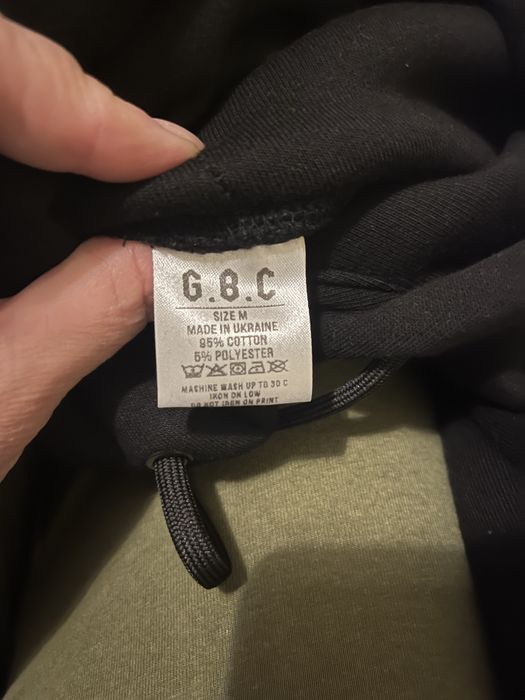 G.B.C
SIZE M
MADE IN UKRAINE
95% COTTON
5% POLYESTER
MACHINE WASH UP TO 30 C
IRON ON LOW
DO NOT IRON ON PRINT